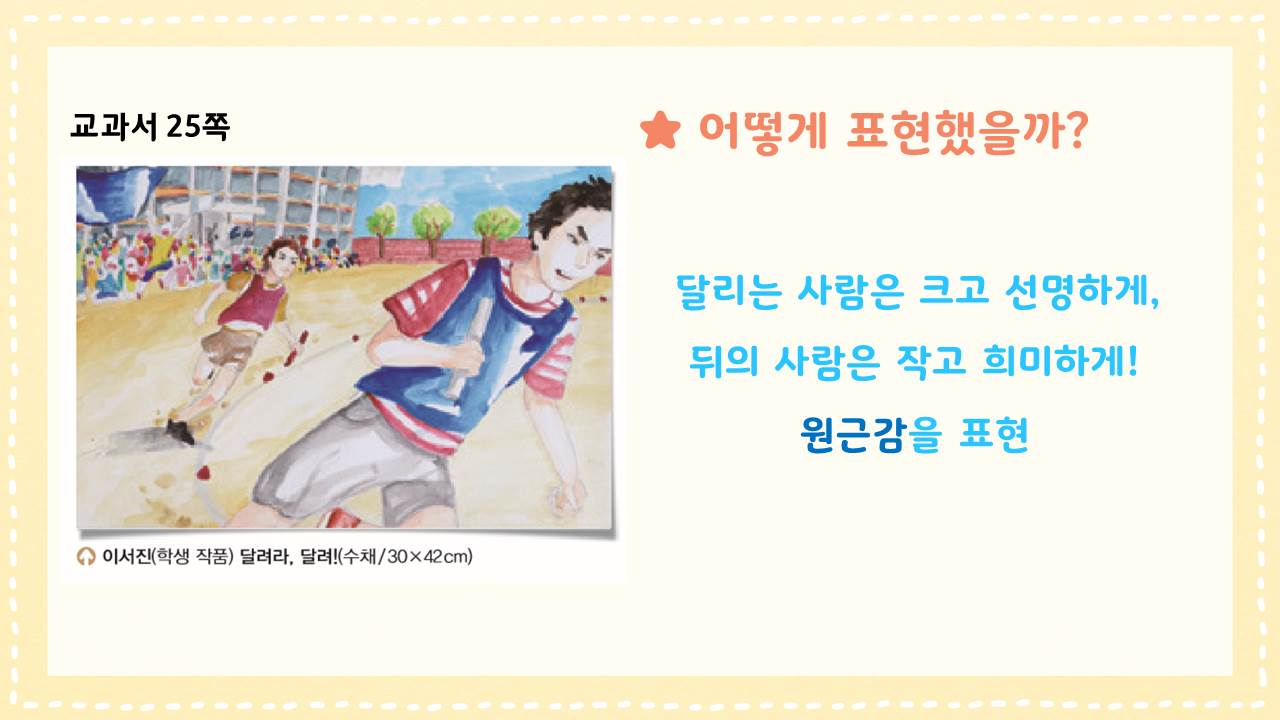 교과서 25쪽
어떻게 표현했을까?
달리는 사람은 크고 선명하게,
뒤의 사람은 작고 희미하게!
원근감을 표현
이서진(학생 작품) 달려라, 달려!(수채/30×42cm)